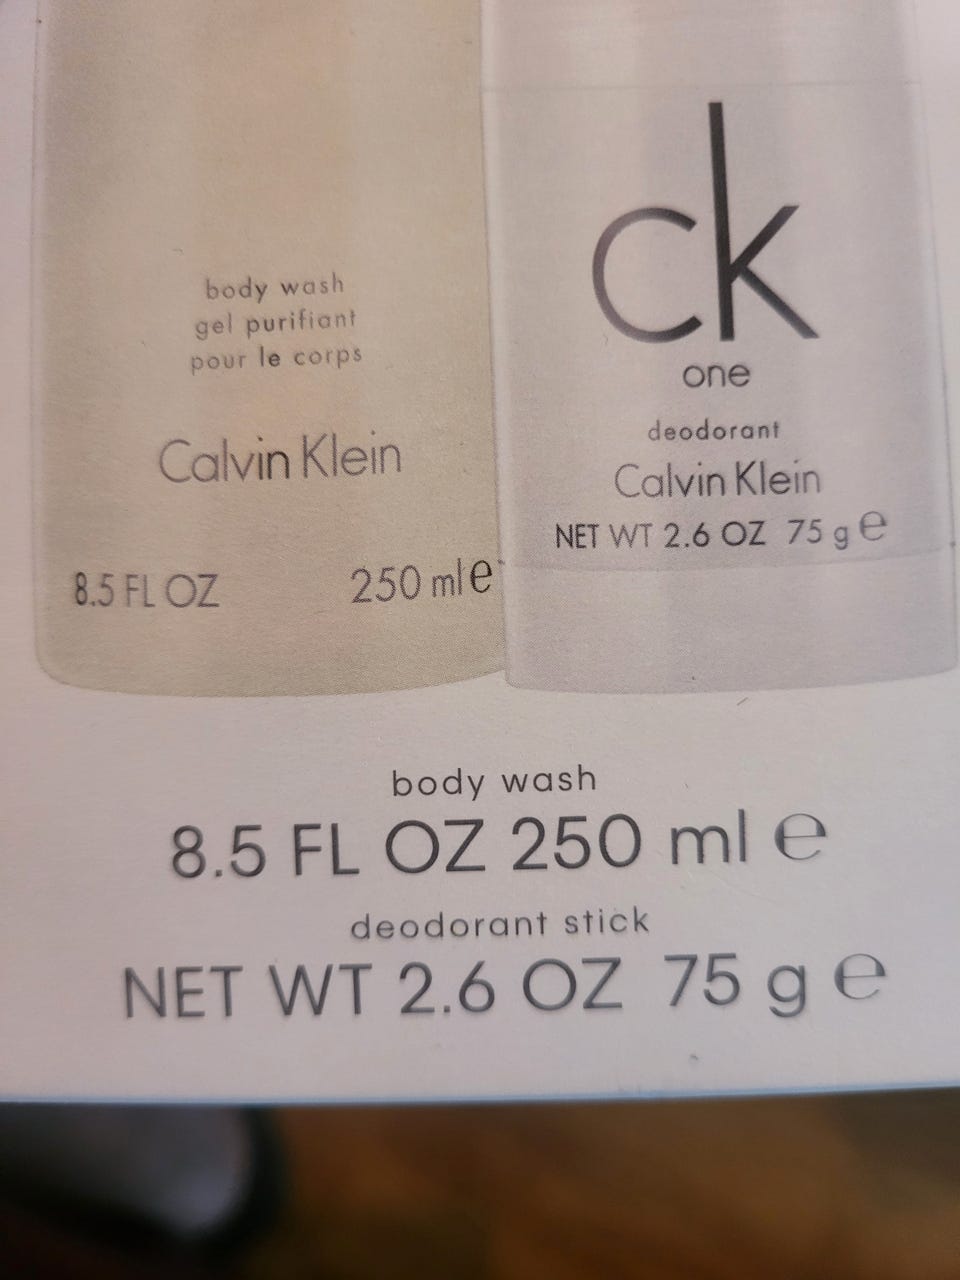 body wash
gel purifiant
pour le corps
Calvin Klein
8.5 FL OZ 250 ml e
ck
one
deodorant
Calvin Klein
NET WT 2.6 OZ 75 g e
body wash
8.5 FL OZ 250 ml e
deodorant stick
NET WT 2.6 OZ 75 g e